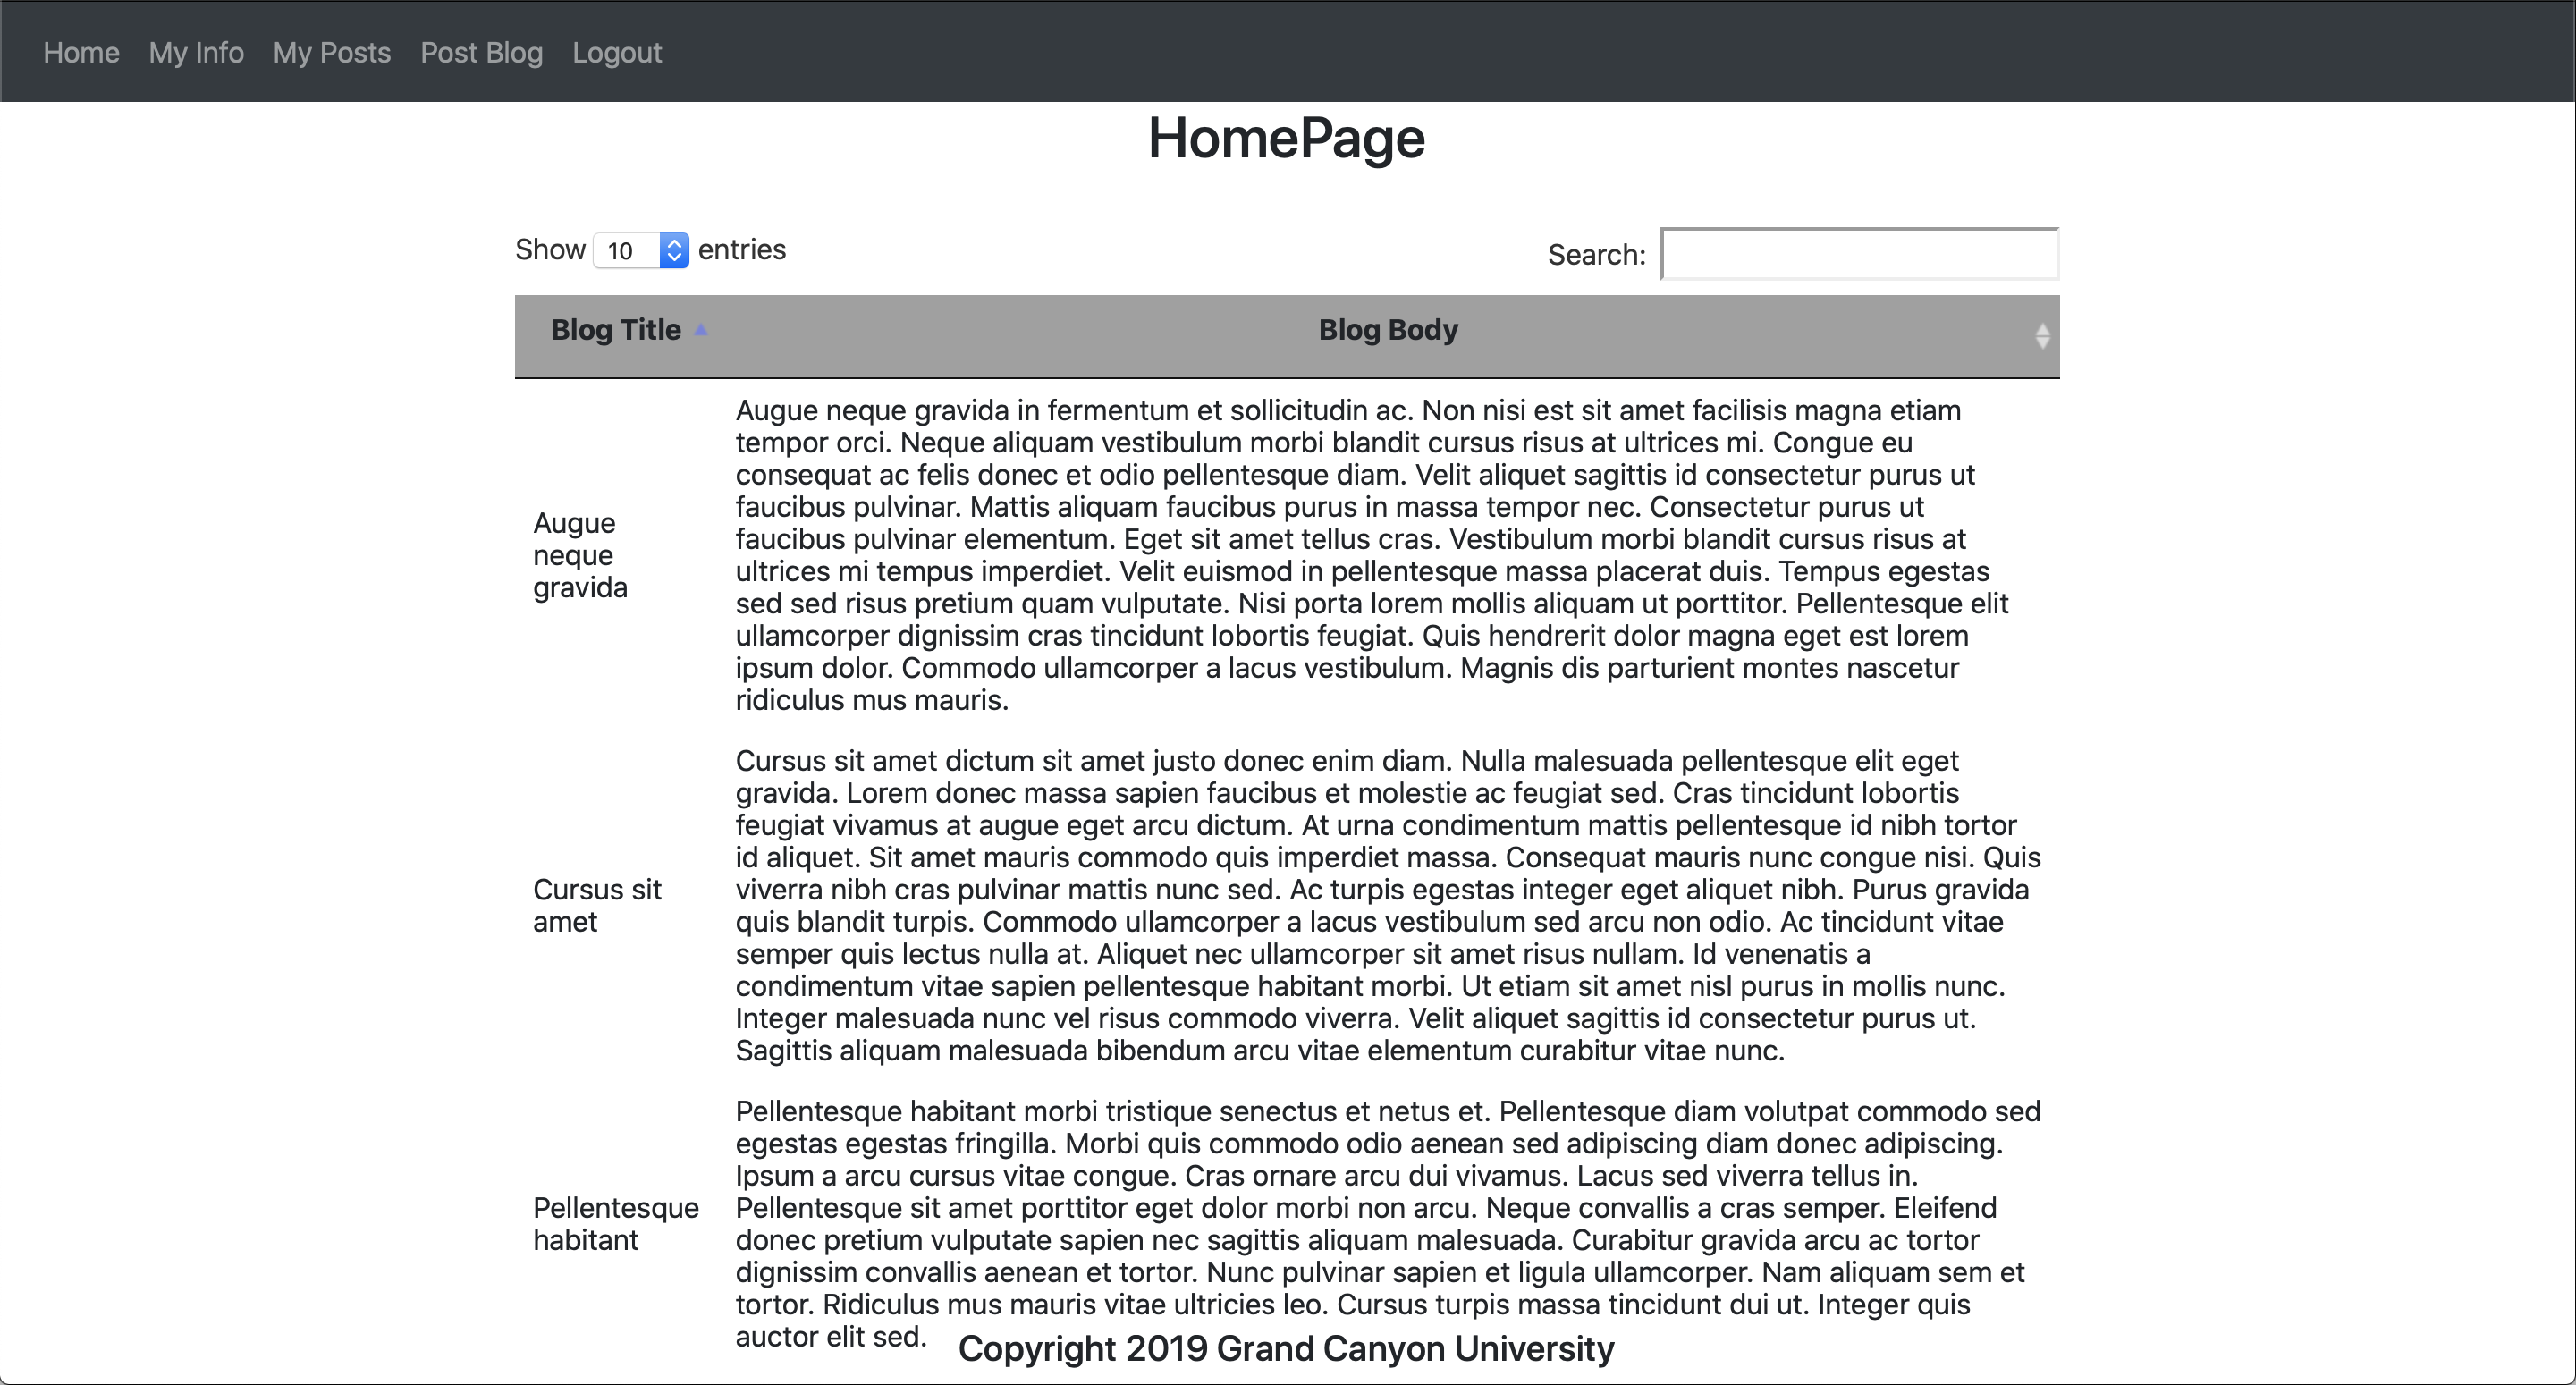 Home My Info My Posts Post Blog Logout
HomePage
Show 10 entries
Search:
Blog Title Blog Body
Augue
neque
gravida
Augue neque gravida in fermentum et sollicitudin ac. Non nisi est sit amet facilisis magna etiam
tempor orci. Neque aliquam vestibulum morbi blandit cursus risus at ultrices mi. Congue eu
consequat ac felis donec et odio pellentesque diam. Velit aliquet sagittis id consectetur purus ut
faucibus pulvinar. Mattis aliquam faucibus purus in massa tempor nec. Consectetur purus ut
faucibus pulvinar elementum. Eget sit amet tellus cras. Vestibulum morbi blandit cursus risus at
ultrices mi tempus imperdiet. Velit euismod in pellentesque massa placerat duis. Tempus egestas
sed sed risus pretium quam vulputate. Nisi porta lorem mollis aliquam ut porttitor. Pellentesque elit
ullamcorper dignissim cras tincidunt lobortis feugiat. Quis hendrerit dolor magna eget est lorem
ipsum dolor. Commodo ullamcorper a lacus vestibulum. Magnis dis parturient montes nascetur
ridiculus mus mauris.
Cursus sit
amet
Cursus sit amet dictum sit amet justo donec enim diam. Nulla malesuada pellentesque elit eget
gravida. Lorem donec massa sapien faucibus et molestie ac feugiat sed. Cras tincidunt lobortis
feugiat vivamus at augue eget arcu dictum. At urna condimentum mattis pellentesque id nibh tortor
id aliquet. Sit amet mauris commodo quis imperdiet massa. Consequat mauris nunc congue nisi. Quis
viverra nibh cras pulvinar mattis nunc sed. Ac turpis egestas integer eget aliquet nibh. Purus gravida
quis blandit turpis. Commodo ullamcorper a lacus vestibulum sed arcu non odio. Ac tincidunt vitae
semper quis lectus nulla at. Aliquet nec ullamcorper sit amet risus nullam. Id venenatis a
condimentum vitae sapien pellentesque habitant morbi. Ut etiam sit amet nisl purus in mollis nunc.
Integer malesuada nunc vel risus commodo viverra. Velit aliquet sagittis id consectetur purus ut.
Sagittis aliquam malesuada bibendum arcu vitae elementum curabitur vitae nunc.
Pellentesque
habitant
Pellentesque habitant morbi tristique senectus et netus et. Pellentesque diam volutpat commodo sed
egestas egestas fringilla. Morbi quis commodo odio aenean sed adipiscing diam donec adipiscing.
Ipsum a arcu cursus vitae congue. Cras ornare arcu dui vivamus. Lacus sed viverra tellus in.
Pellentesque sit amet porttitor eget dolor morbi non arcu. Neque convallis a cras semper. Eleifend
donec pretium vulputate sapien nec sagittis aliquam malesuada. Curabitur gravida arcu ac tortor
dignissim convallis aenean et tortor. Nunc pulvinar sapien et ligula ullamcorper. Nam aliquam sem et
tortor. Ridiculus mus mauris vitae ultricies leo. Cursus turpis massa tincidunt dui ut. Integer quis
auctor elit sed.
Copyright 2019 Grand Canyon University